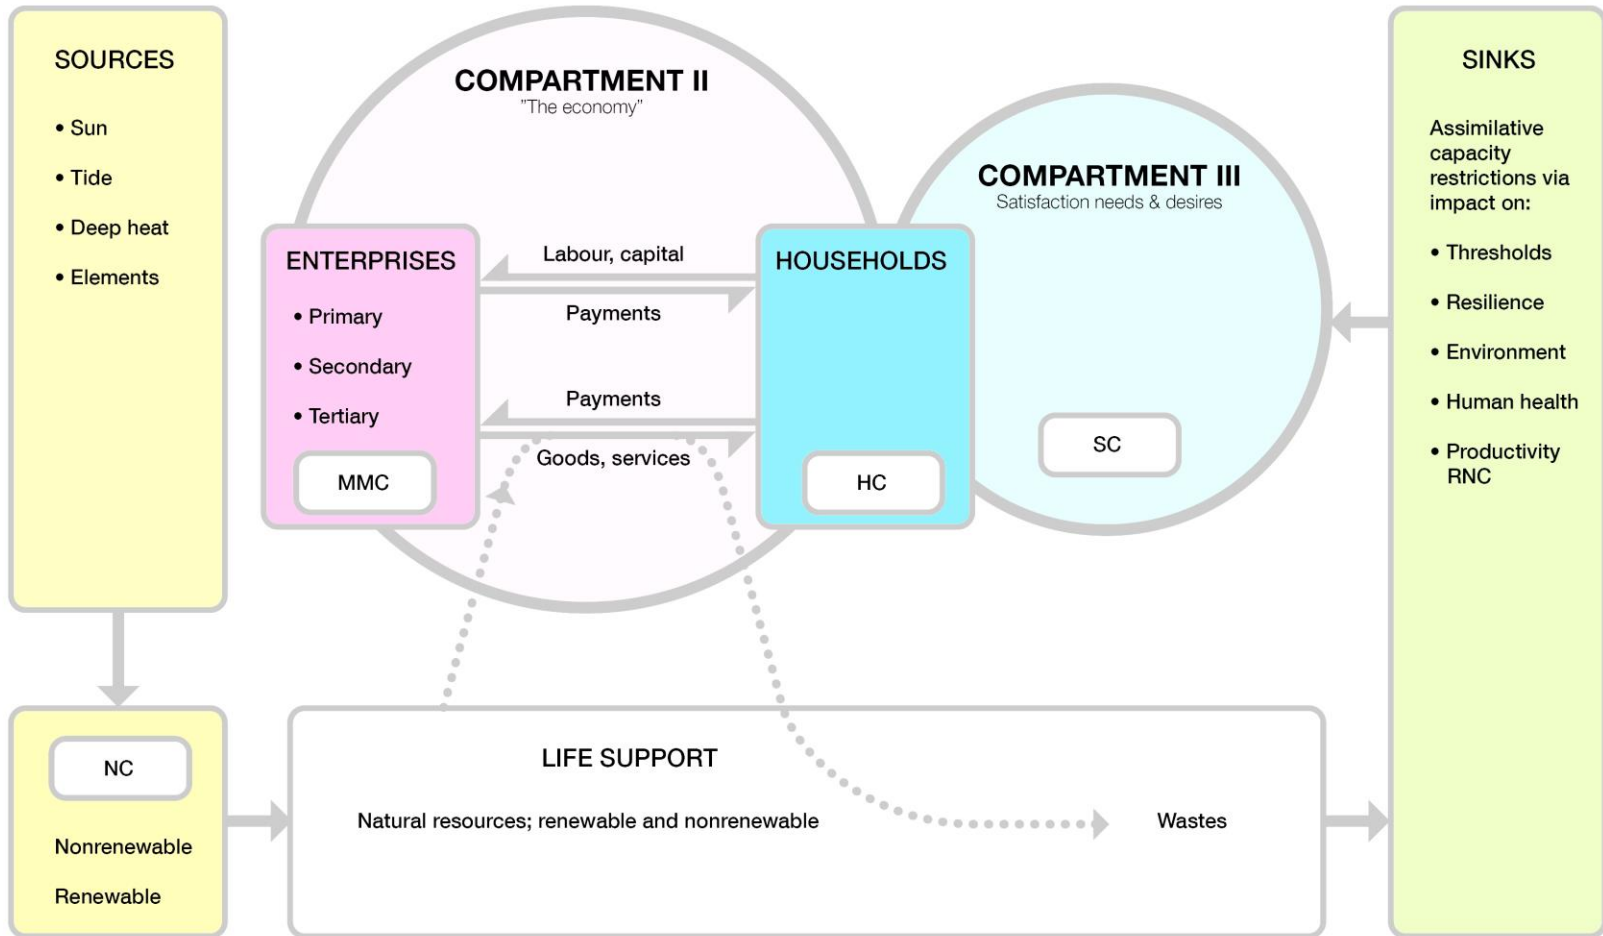 SOURCES
• Sun
• Tide
• Deep heat
• Elements
COMPARTMENT II
"The economy"
ENTERPRISES
• Primary
• Secondary
• Tertiary
MMC
Labour, capital
Payments
Payments
Goods, services
HOUSEHOLDS
HC
COMPARTMENT III
Satisfaction needs & desires
SC
SINKS
Assimilative
capacity
restrictions via
impact on:
• Thresholds
• Resilience
• Environment
• Human health
• Productivity
RNC
NC
Nonrenewable
Renewable
LIFE SUPPORT
Natural resources; renewable and nonrenewable
Wastes